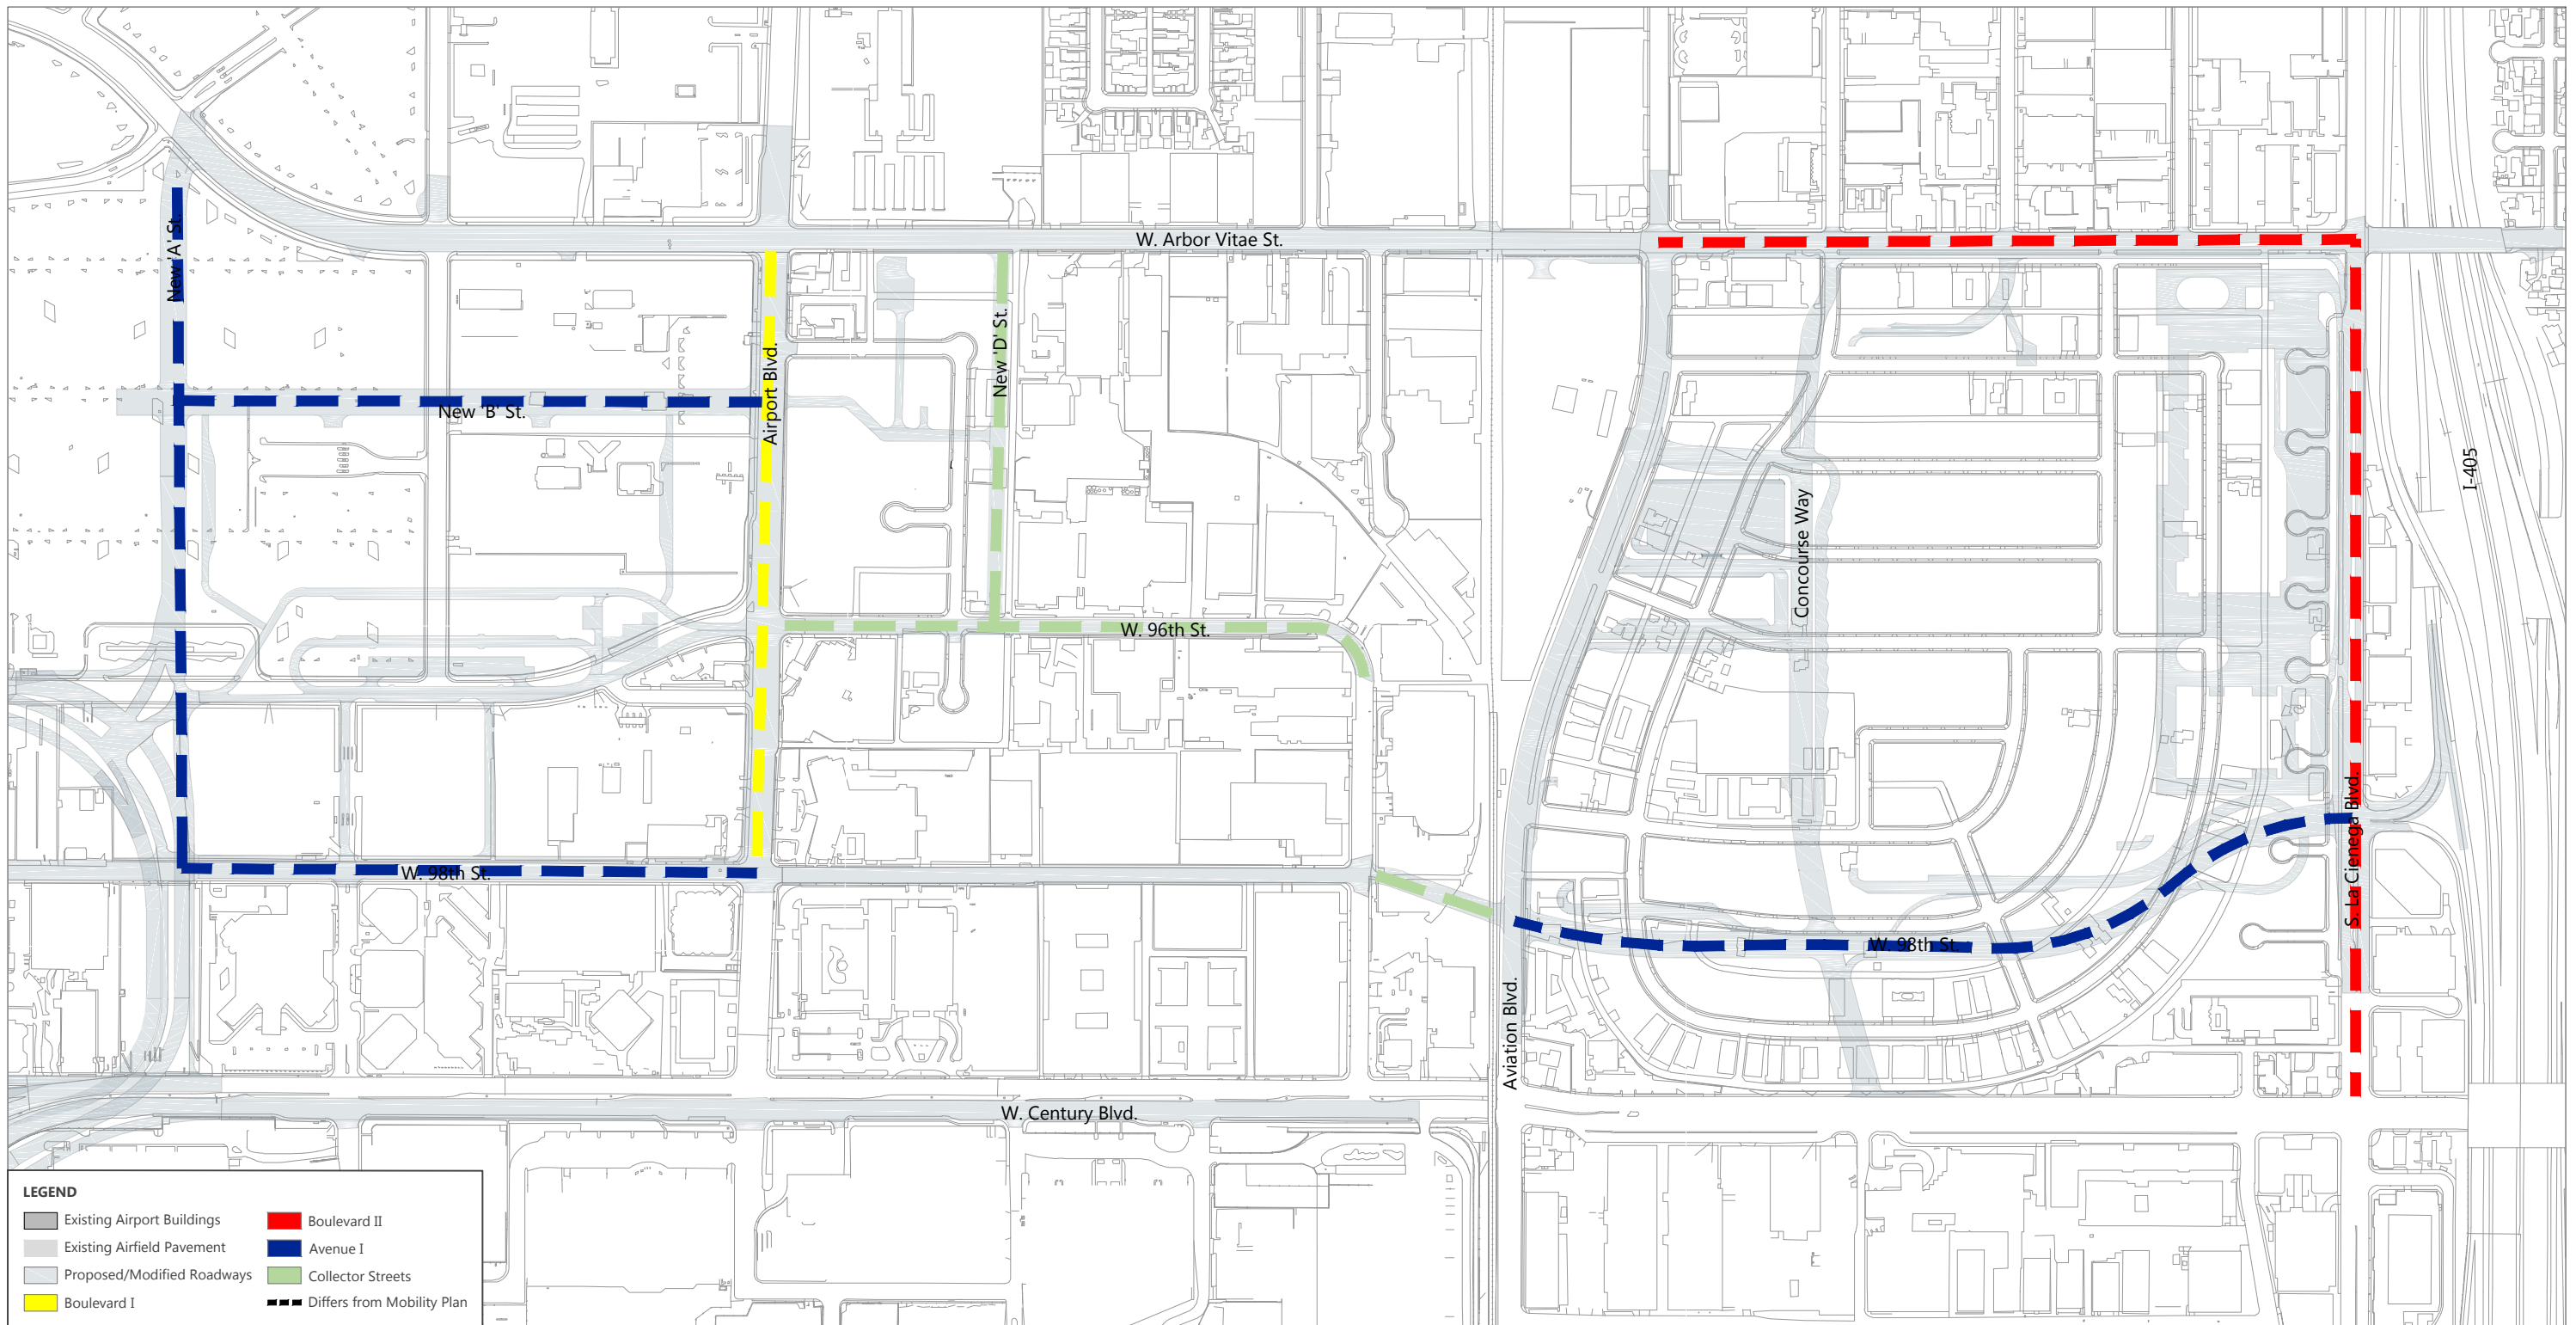 W. Arbor Vitae St.
New 'A' St.
New 'D' St.
Airport Blvd.
New 'B' St.
I-405
Concourse Way
W. 96th St.
S. La Cienega Blvd.
W. 98th St.
W. 98th St.
Aviation Blvd.
W. Century Blvd.
LEGEND
Existing Airport Buildings
Existing Airfield Pavement
Proposed/Modified Roadways
Boulevard I
Boulevard II
Avenue I
Collector Streets
Differs from Mobility Plan